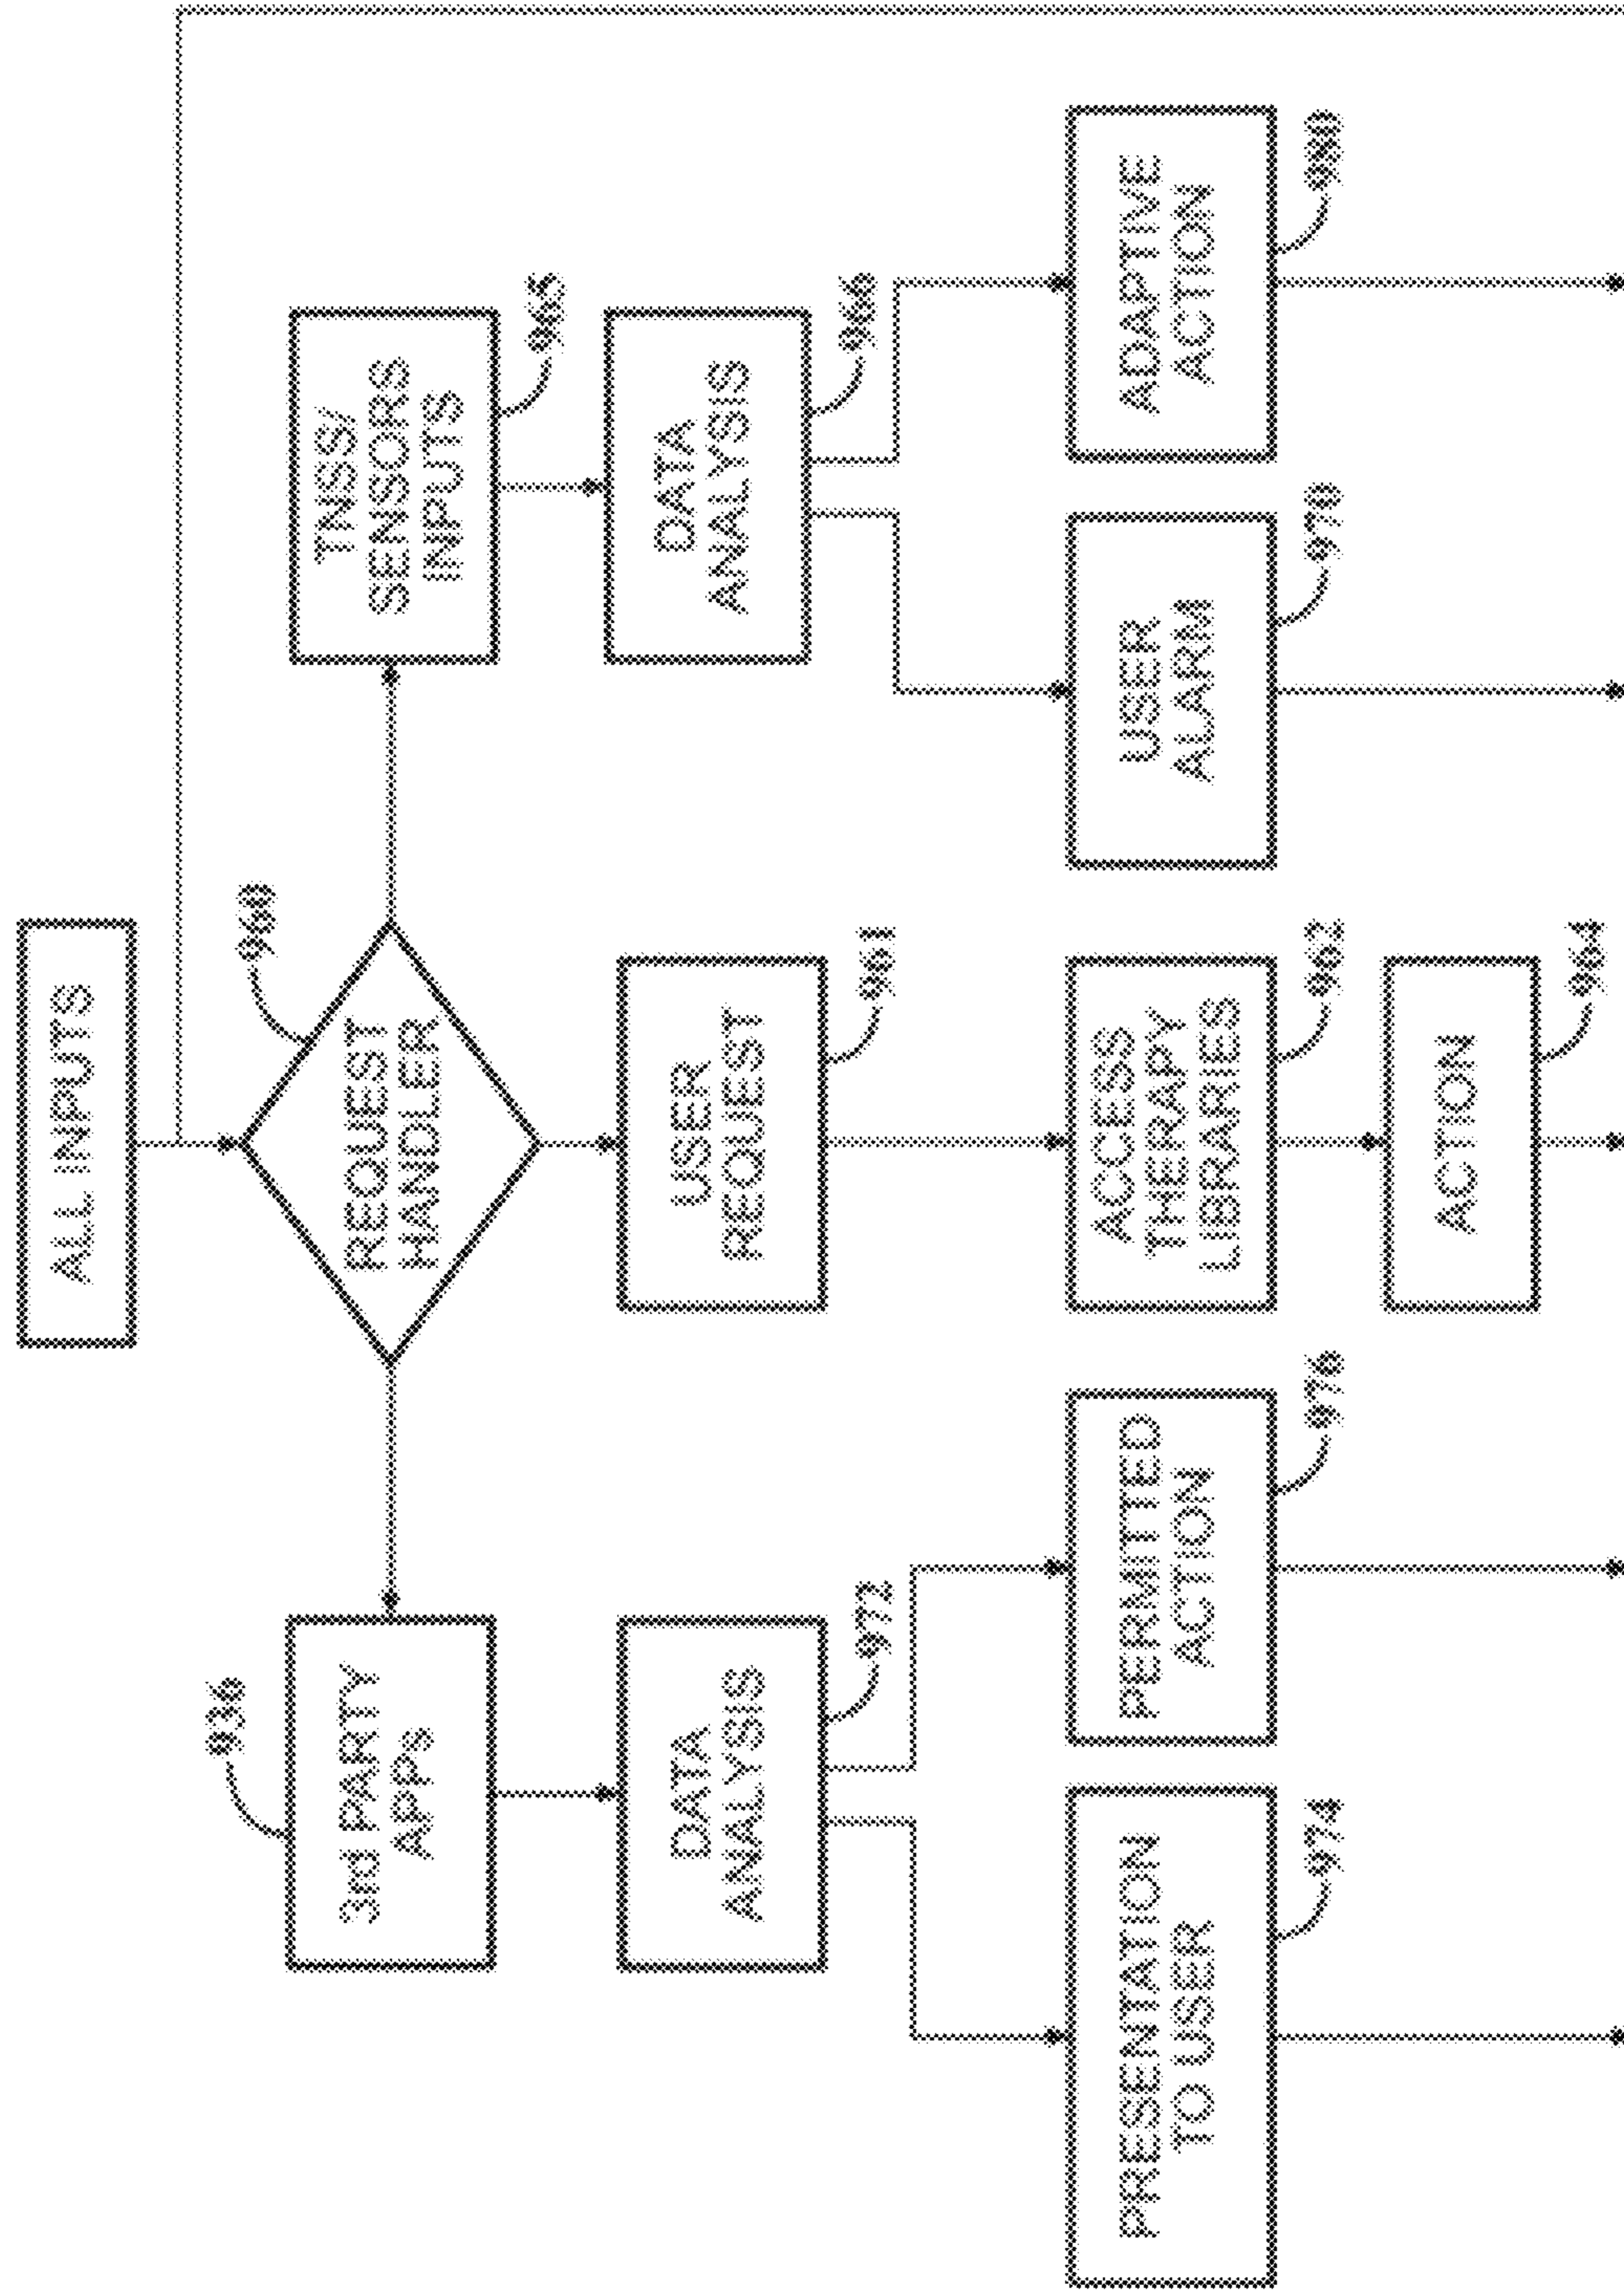 ALL INPUTS
936
960
3rd PARTY
APPS
REQUEST
HANDLER
TNSS/
SENSORS
INPUTS
965
DATA
ANALYSIS
972
USER
REQUEST
961
DATA
ANALYSIS
966
PRESENTATION
TO USER
974
PERMITTED
ACTION
976
ACCESS
THERAPY
LIBRARIES
962
USER
ALARM
970
ADAPTIVE
ACTION
980
ACTION
964